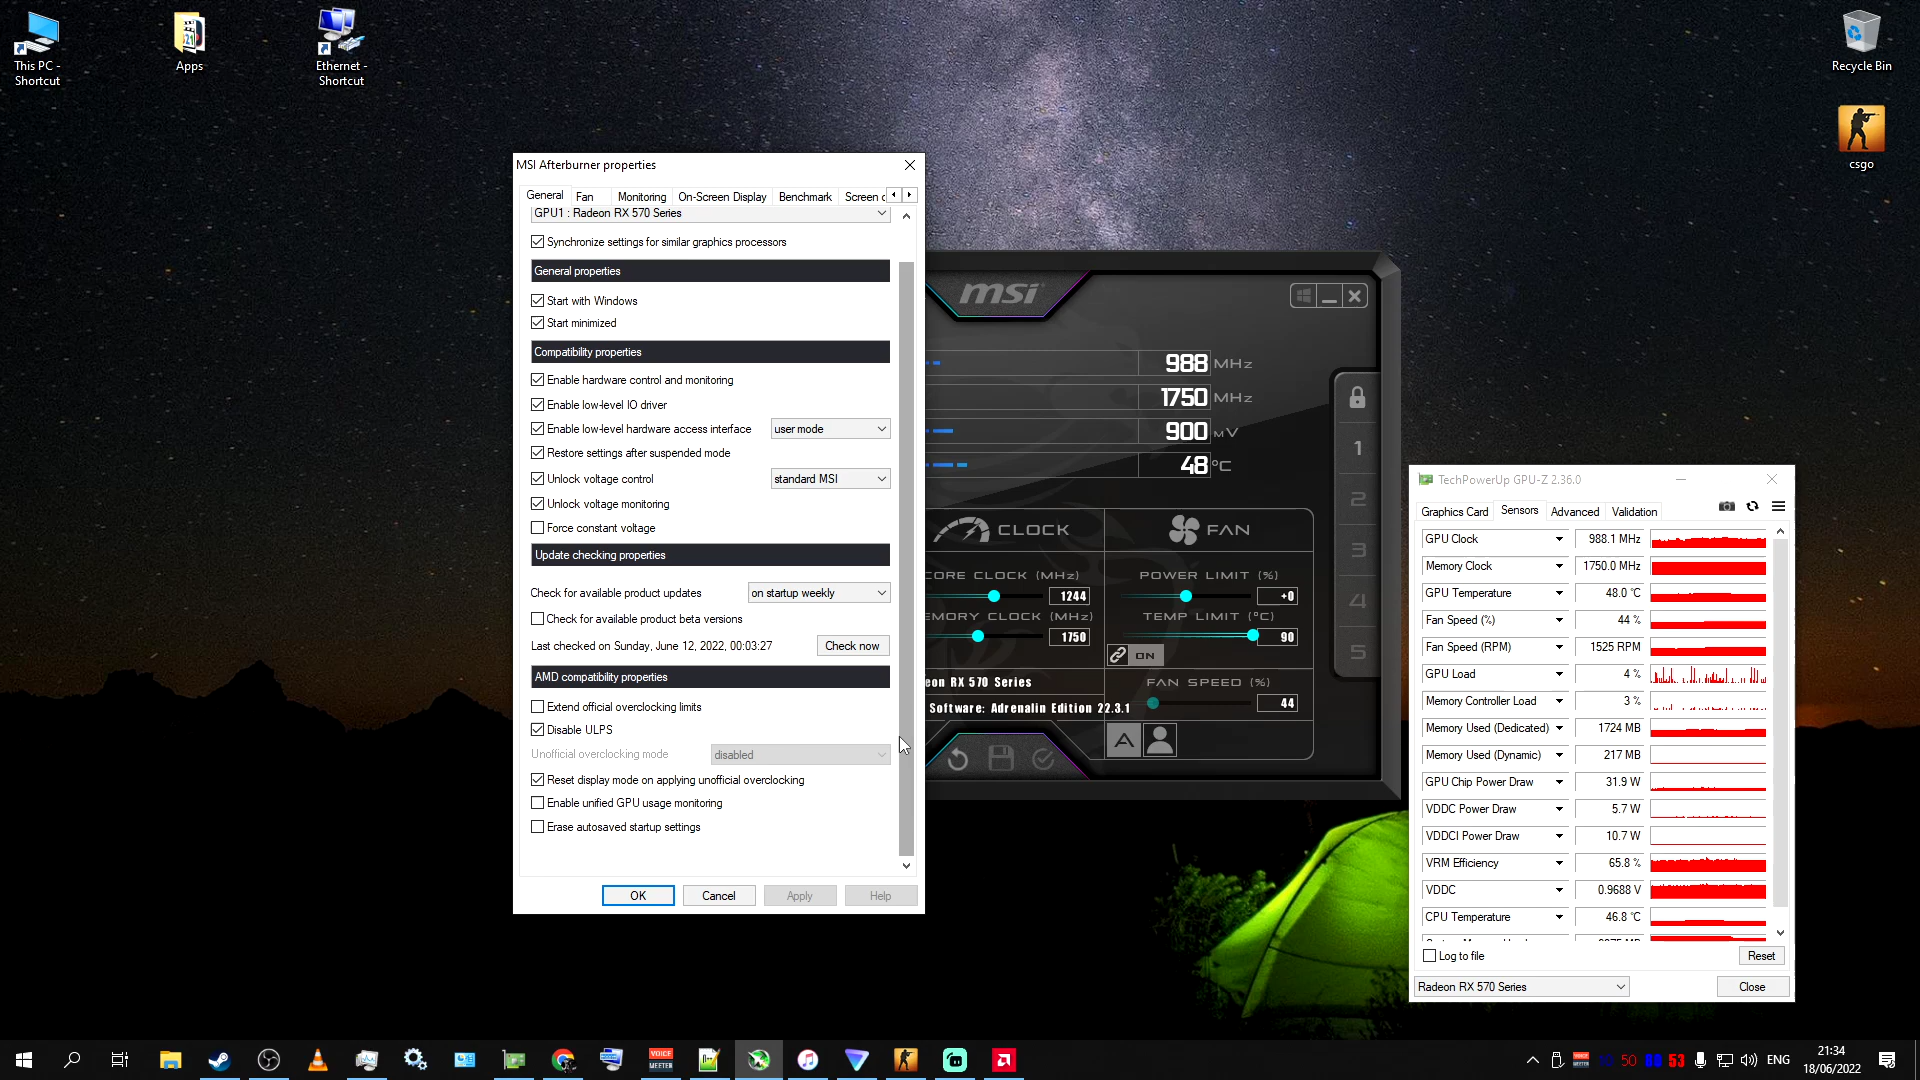 This PC -
Shortcut
Apps
Ethernet -
Shortcut
Recycle Bin
csgo
MSI Afterburner properties
General
Fan
Monitoring
On-Screen Display
Benchmark
Screen c
GPU1 : Radeon RX 570 Series
Synchronize settings for similar graphics processors
General properties
Start with Windows
Start minimized
Compatibility properties
Enable hardware control and monitoring
Enable low-level IO driver
Enable low-level hardware access interface
user mode
Restore settings after suspended mode
Unlock voltage control
standard MSI
Unlock voltage monitoring
Force constant voltage
Update checking properties
Check for available product updates
on startup weekly
Check for available product beta versions
Last checked on Sunday, June 12, 2022, 00:03:27
Check now
AMD compatibility properties
Extend official overclocking limits
Disable ULPS
Unofficial overclocking mode
disabled
Reset display mode on applying unofficial overclocking
Enable unified GPU usage monitoring
Erase autosaved startup settings
OK
Cancel
Apply
Help
msi
988 MHz
1750 MHz
900 mV
48 °C
CLOCK
FAN
CORE CLOCK (MHz)
1244
EMORY CLOCK (MHz)
1750
POWER LIMIT (%)
+0
TEMP LIMIT (°C)
90
ON
eon RX 570 Series
Software: Adrenalin Edition 22.3.1
FAN SPEED (%)
44
A
1
2
3
4
5
TechPowerUp GPU-Z 2.36.0
Graphics Card
Sensors
Advanced
Validation
GPU Clock 988.1 MHz
Memory Clock 1750.0 MHz
GPU Temperature 48.0 °C
Fan Speed (%) 44 %
Fan Speed (RPM) 1525 RPM
GPU Load 4 %
Memory Controller Load 3 %
Memory Used (Dedicated) 1724 MB
Memory Used (Dynamic) 217 MB
GPU Chip Power Draw 31.9 W
VDDC Power Draw 5.7 W
VDDCI Power Draw 10.7 W
VRM Efficiency 65.8 %
VDDC 0.9688 V
CPU Temperature 46.8 °C
Log to file
Reset
Radeon RX 570 Series
Close
VOICE
MEETER
50
53
ENG
21:34
18/06/2022